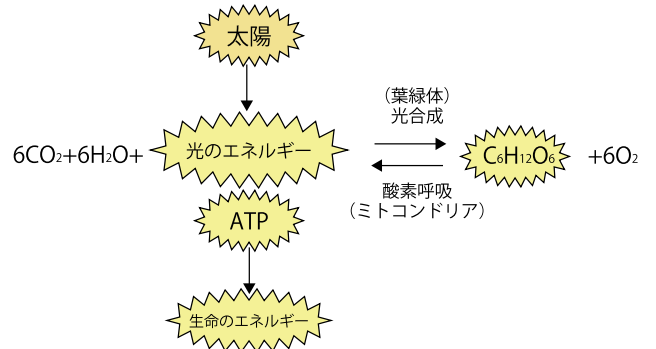 太陽
(葉緑体)
光合成
6CO2+6H2O+
光のエネルギー
C6H12O6
+6O2
酸素呼吸
(ミトコンドリア)
ATP
生命のエネルギー